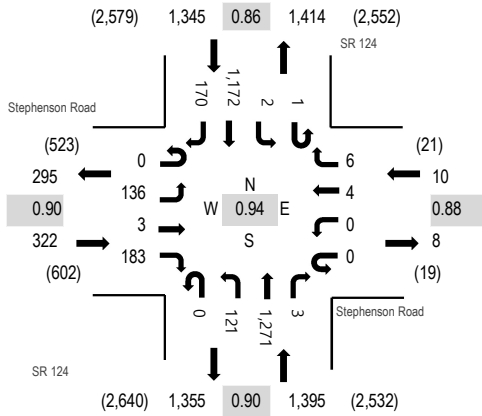 (2,579) 1,345 0.86 1,414 (2,552)
SR 124
170 1,172 2 1
Stephenson Road
(523) 0 6 (21)
295 136 4 10
N
0.90 W 0.94 E 0.88
3 0
S
322 183 0 8
(602) (19)
0 121 1,271 3
Stephenson Road
SR 124
(2,640) 1,355 0.90 1,395 (2,532)